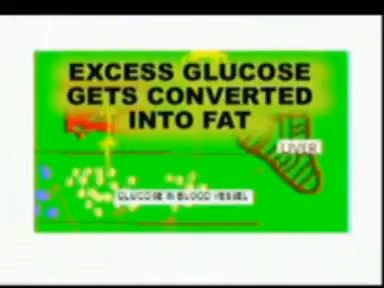 EXCESS GLUCOSE
GETS CONVERTED
INTO FAT
LIVER
GLUCOSE IN BLOOD VESSEL